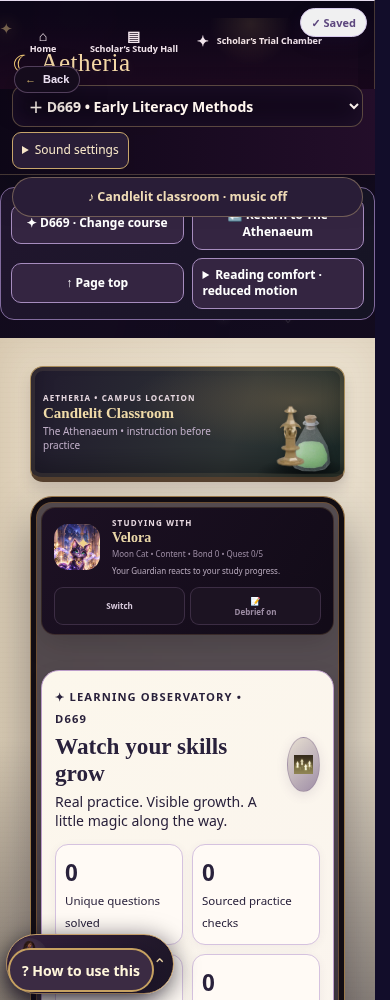 ✓ Saved
Home
Scholar's Study Hall
Scholar's Trial Chamber
Aetheria
← Back
+ D669 • Early Literacy Methods
▶ Sound settings
♪ Candlelit classroom · music off
✦ D669 · Change course
Return to The
Athenaeum
↑ Page top
▶ Reading comfort ·
reduced motion
AETHERIA • CAMPUS LOCATION
Candlelit Classroom
The Athenaeum • instruction before
practice
STUDYING WITH
Velora
Moon Cat • Content • Bond 0 • Quest 0/5
Your Guardian reacts to your study progress.
Switch
Debrief on
✦ LEARNING OBSERVATORY •
D669
Watch your skills
grow
Real practice. Visible growth. A
little magic along the way.
0
Unique questions
solved
0
Sourced practice
checks
0
? How to use this